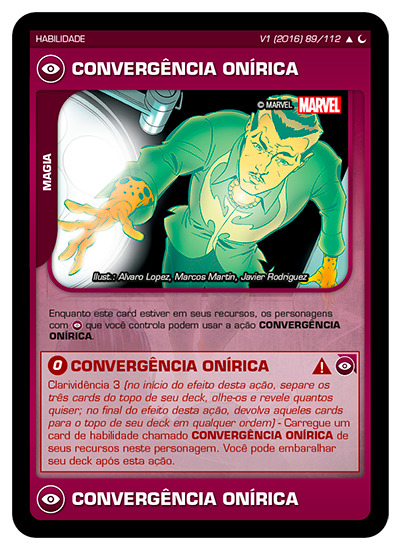 HABILIDADE
V1 (2016) 89/112
CONVERGÊNCIA ONÍRICA
MAGIA
© MARVEL MARVEL
Ilust.: Alvaro Lopez, Marcos Martin, Javier Rodriguez
Enquanto este card estiver em seus recursos, os personagens
com que você controla podem usar a ação CONVERGÊNCIA
ONÍRICA.
0 CONVERGÊNCIA ONÍRICA
Clarividência 3 (no início do efeito desta ação, separe os
três cards do topo de seu deck, olhe-os e revele quantos
quiser; no final do efeito desta ação, devolva aqueles cards
para o topo de seu deck em qualquer ordem) - Carregue um
card de habilidade chamado CONVERGÊNCIA ONÍRICA de
seus recursos neste personagem. Você pode embaralhar
seu deck após esta ação.
CONVERGÊNCIA ONÍRICA